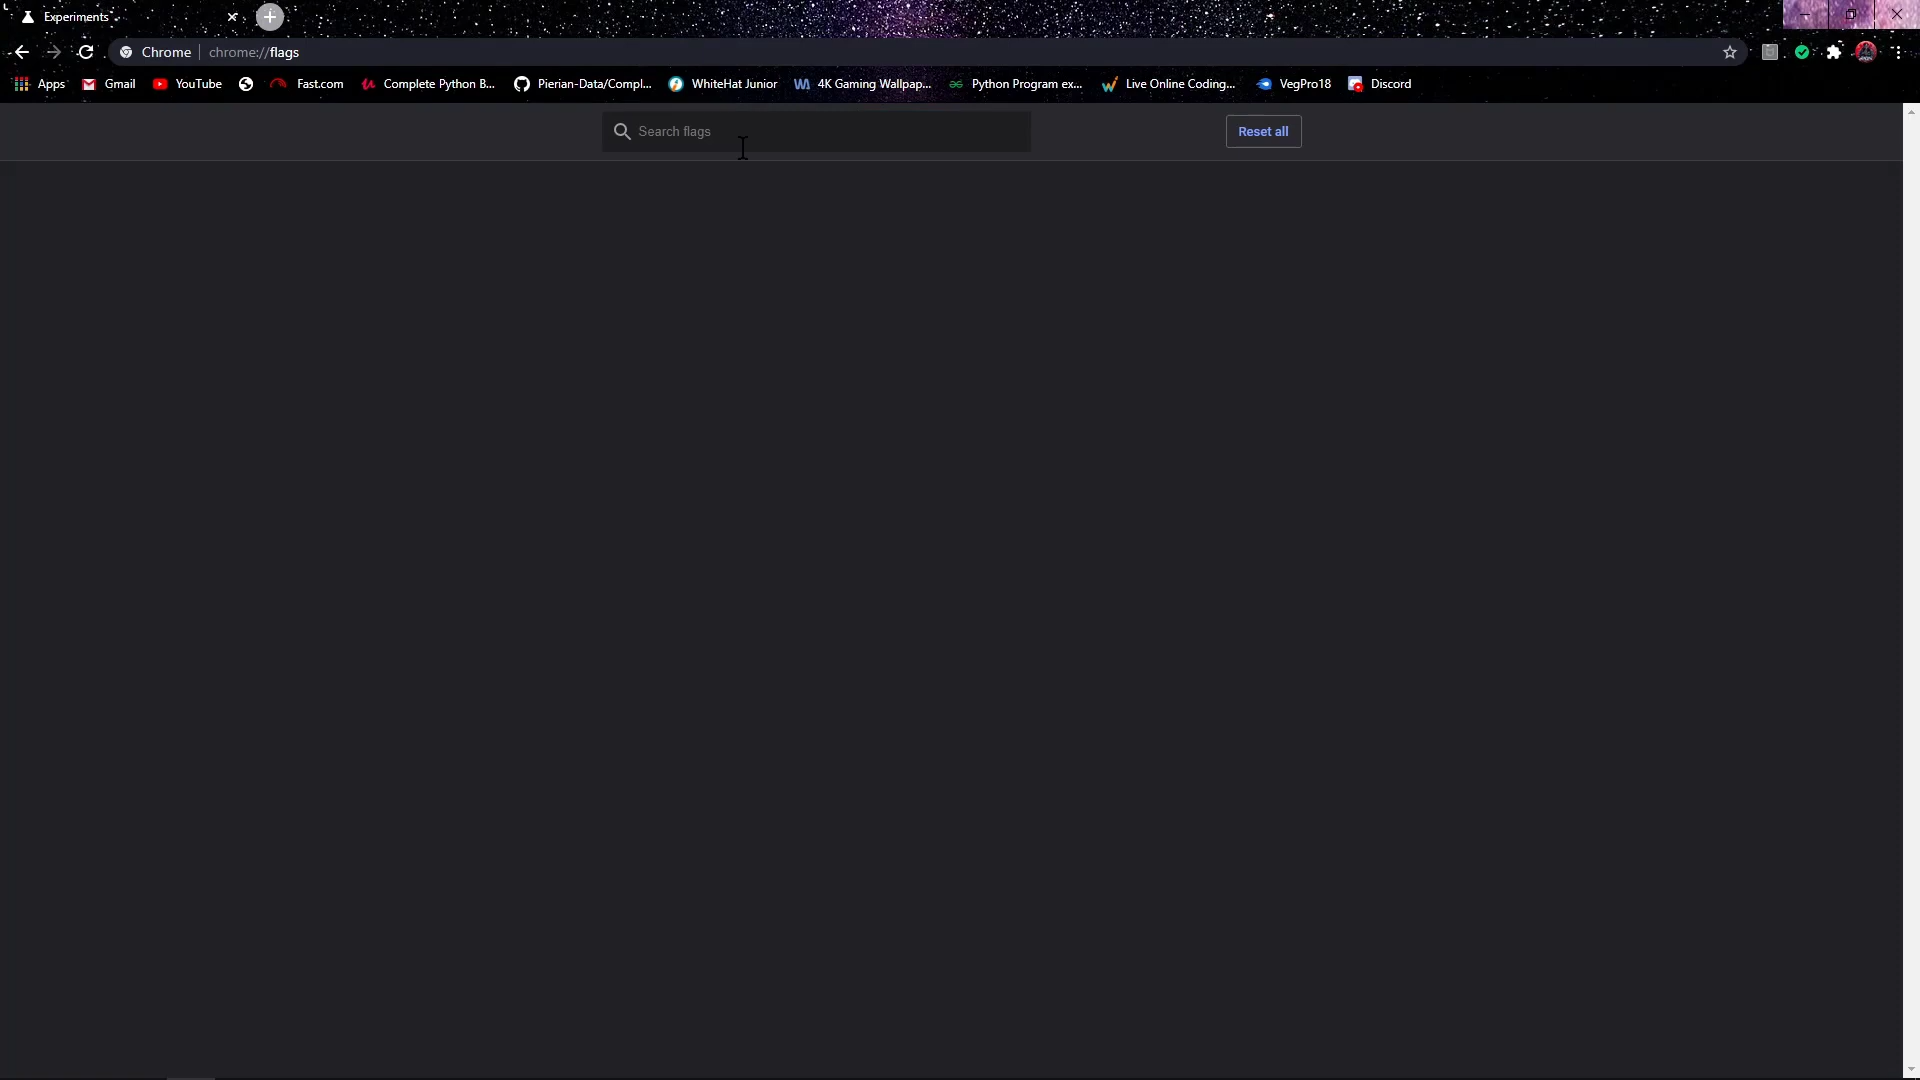 Experiments
Chrome chrome://flags
Apps Gmail YouTube Fast.com Complete Python B... Pierian-Data/Compl... WhiteHat Junior 4K Gaming Wallpap... Python Program ex... Live Online Coding... VegPro18 Discord
Search flags Reset all